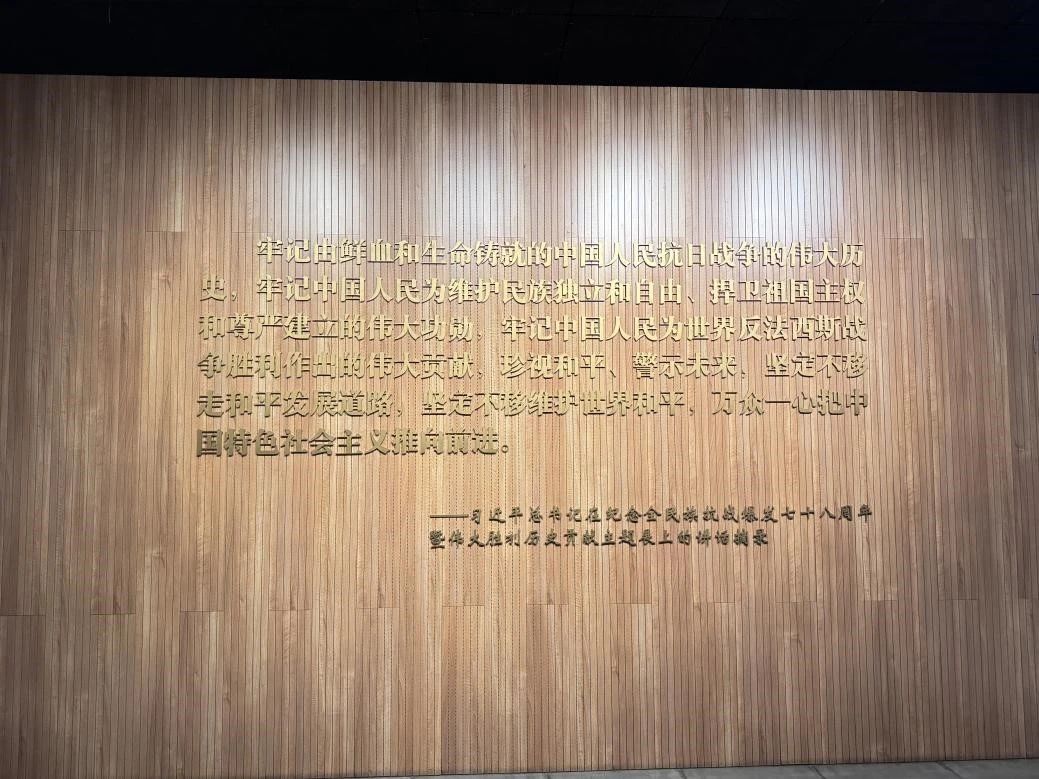 牢记由鲜血和生命铸就的中国人民抗日战争的伟大历
史，牢记中国人民为维护民族独立和自由、捍卫祖国主权
和尊严建立的伟大功勋，牢记中国人民为世界反法西斯战
争胜利作出的伟大贡献，珍视和平、警示未来，坚定不移
走和平发展道路，坚定不移维护世界和平，万众一心把中
国特色社会主义推向前进。
——习近平总书记在纪念全民族抗战爆发七十八周年
暨伟大胜利历史贡献主题展上的讲话摘录